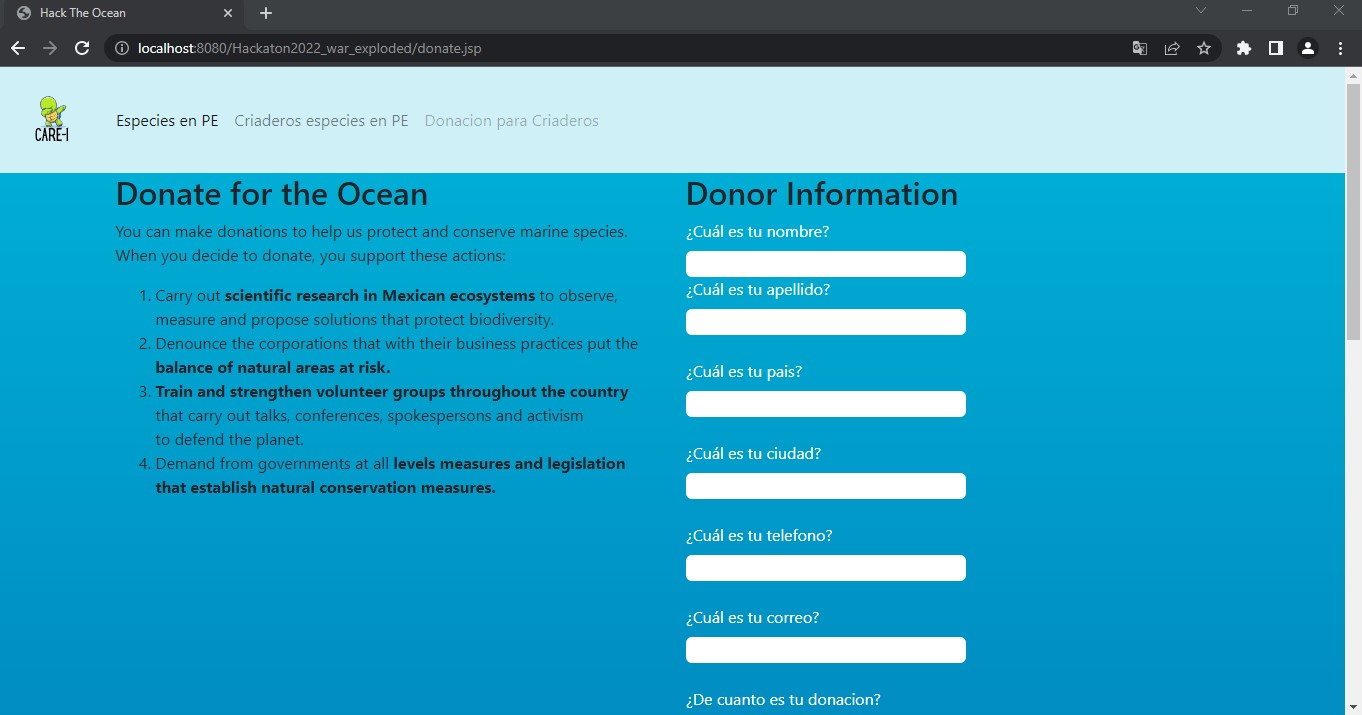 Hack The Ocean
localhost:8080/Hackaton2022_war_exploded/donate.jsp
CARE-I
Especies en PE Criaderos especies en PE Donacion para Criaderos
Donate for the Ocean
You can make donations to help us protect and conserve marine species.
When you decide to donate, you support these actions:
1. Carry out scientific research in Mexican ecosystems to observe,
measure and propose solutions that protect biodiversity.
2. Denounce the corporations that with their business practices put the
balance of natural areas at risk.
3. Train and strengthen volunteer groups throughout the country
that carry out talks, conferences, spokespersons and activism
to defend the planet.
4. Demand from governments at all levels measures and legislation
that establish natural conservation measures.
Donor Information
¿Cuál es tu nombre?
¿Cuál es tu apellido?
¿Cuál es tu pais?
¿Cuál es tu ciudad?
¿Cuál es tu telefono?
¿Cuál es tu correo?
¿De cuanto es tu donacion?